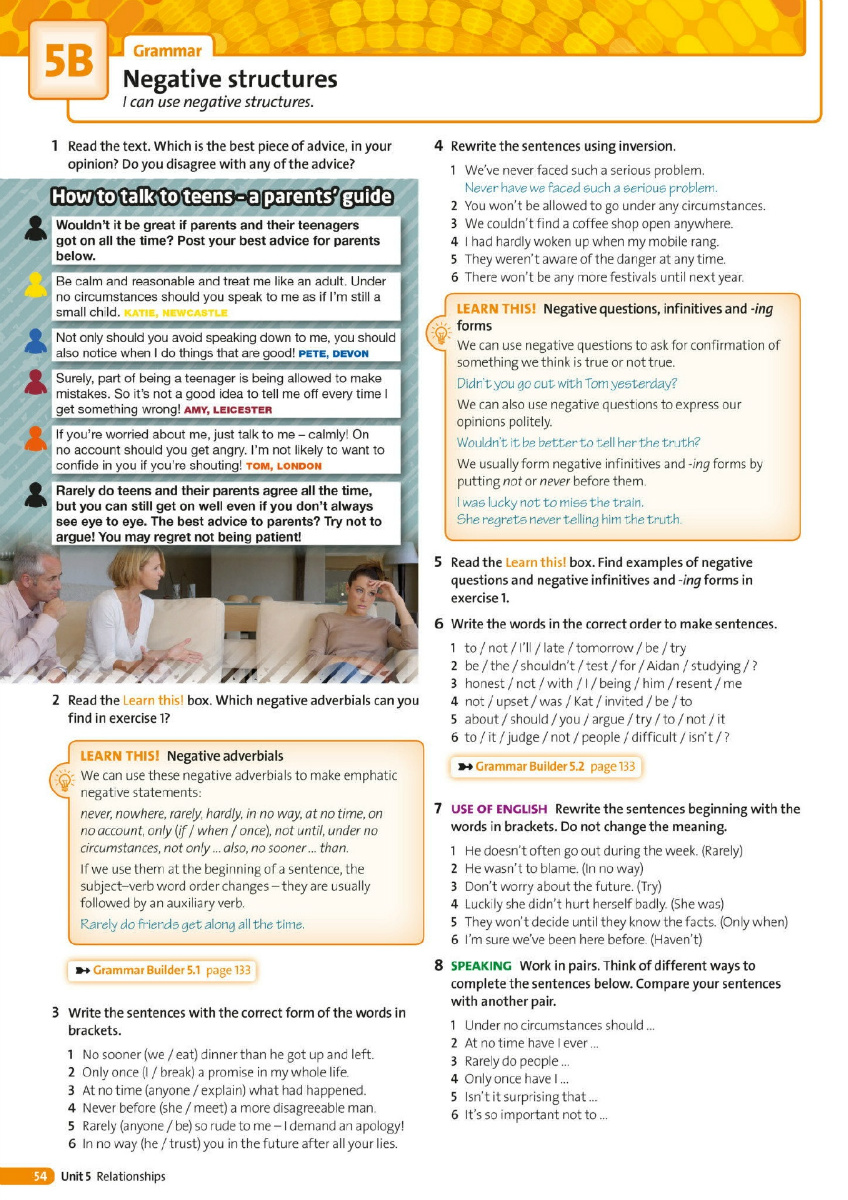 5B
Grammar
Negative structures
I can use negative structures.
1 Read the text. Which is the best piece of advice, in your
opinion? Do you disagree with any of the advice?
How to talk to teens – a parents' guide
Wouldn't it be great if parents and their teenagers
got on all the time? Post your best advice for parents
below.
Be calm and reasonable and treat me like an adult. Under
no circumstances should you speak to me as if I'm still a
small child. KATIE, NEWCASTLE
Not only should you avoid speaking down to me, you should
also notice when I do things that are good! PETE, DEVON
Surely, part of being a teenager is being allowed to make
mistakes. So it's not a good idea to tell me off every time I
get something wrong! AMY, LEICESTER
If you're worried about me, just talk to me – calmly! On
no account should you get angry. I'm not likely to want to
confide in you if you're shouting! TOM, LONDON
Rarely do teens and their parents agree all the time,
but you can still get on well even if you don't always
see eye to eye. The best advice to parents? Try not to
argue! You may regret not being patient!
2 Read the Learn this! box. Which negative adverbials can you
find in exercise 1?
LEARN THIS! Negative adverbials
We can use these negative adverbials to make emphatic
negative statements:
never, nowhere, rarely, hardly, in no way, at no time, on
no account, only (if / when / once), not until, under no
circumstances, not only ... also, no sooner ... than.
If we use them at the beginning of a sentence, the
subject–verb word order changes – they are usually
followed by an auxiliary verb.
Rarely do friends get along all the time.
Grammar Builder 5.1 page 133
3 Write the sentences with the correct form of the words in
brackets.
1 No sooner (we / eat) dinner than he got up and left.
2 Only once (I / break) a promise in my whole life.
3 At no time (anyone / explain) what had happened.
4 Never before (she / meet) a more disagreeable man.
5 Rarely (anyone / be) so rude to me – I demand an apology!
6 In no way (he / trust) you in the future after all your lies.
4 Rewrite the sentences using inversion.
1 We've never faced such a serious problem.
Never have we faced such a serious problem.
2 You won't be allowed to go under any circumstances.
3 We couldn't find a coffee shop open anywhere.
4 I had hardly woken up when my mobile rang.
5 They weren't aware of the danger at any time.
6 There won't be any more festivals until next year.
LEARN THIS! Negative questions, infinitives and -ing
forms
We can use negative questions to ask for confirmation of
something we think is true or not true.
Didn't you go out with Tom yesterday?
We can also use negative questions to express our
opinions politely.
Wouldn't it be better to tell her the truth?
We usually form negative infinitives and -ing forms by
putting not or never before them.
I was lucky not to miss the train.
She regrets never telling him the truth.
5 Read the Learn this! box. Find examples of negative
questions and negative infinitives and -ing forms in
exercise 1.
6 Write the words in the correct order to make sentences.
1 to / not / I'll / late / tomorrow / be / try
2 be / the / shouldn't / test / for / Aidan / studying / ?
3 honest / not / with / I / being / him / resent / me
4 not / upset / was / Kat / invited / be / to
5 about / should / you / argue / try / to / not / it
6 to / it / judge / not / people / difficult / isn't / ?
Grammar Builder 5.2 page 133
7 USE OF ENGLISH Rewrite the sentences beginning with the
words in brackets. Do not change the meaning.
1 He doesn't often go out during the week. (Rarely)
2 He wasn't to blame. (In no way)
3 Don't worry about the future. (Try)
4 Luckily she didn't hurt herself badly. (She was)
5 They won't decide until they know the facts. (Only when)
6 I'm sure we've been here before. (Haven't)
8 SPEAKING Work in pairs. Think of different ways to
complete the sentences below. Compare your sentences
with another pair.
1 Under no circumstances should ...
2 At no time have I ever ...
3 Rarely do people ...
4 Only once have I ...
5 Isn't it surprising that ...
6 It's so important not to ...
54 Unit 5 Relationships